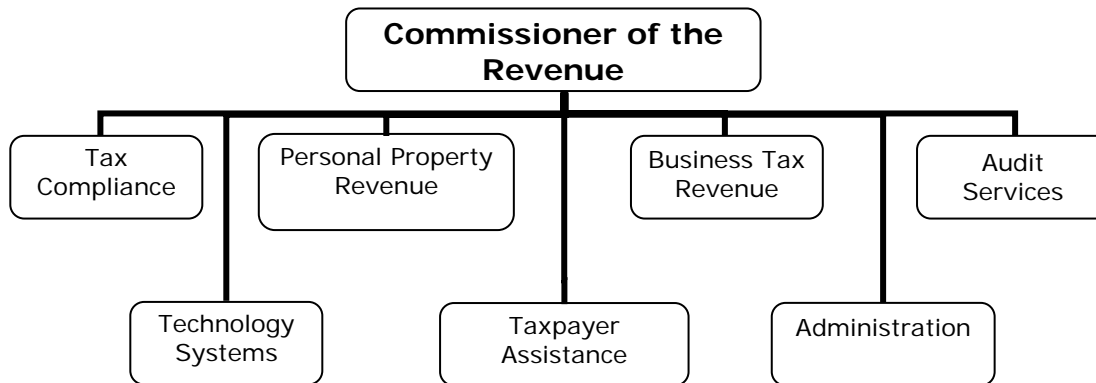 Commissioner of the
Revenue
Tax
Compliance
Personal Property
Revenue
Business Tax
Revenue
Audit
Services
Technology
Systems
Taxpayer
Assistance
Administration